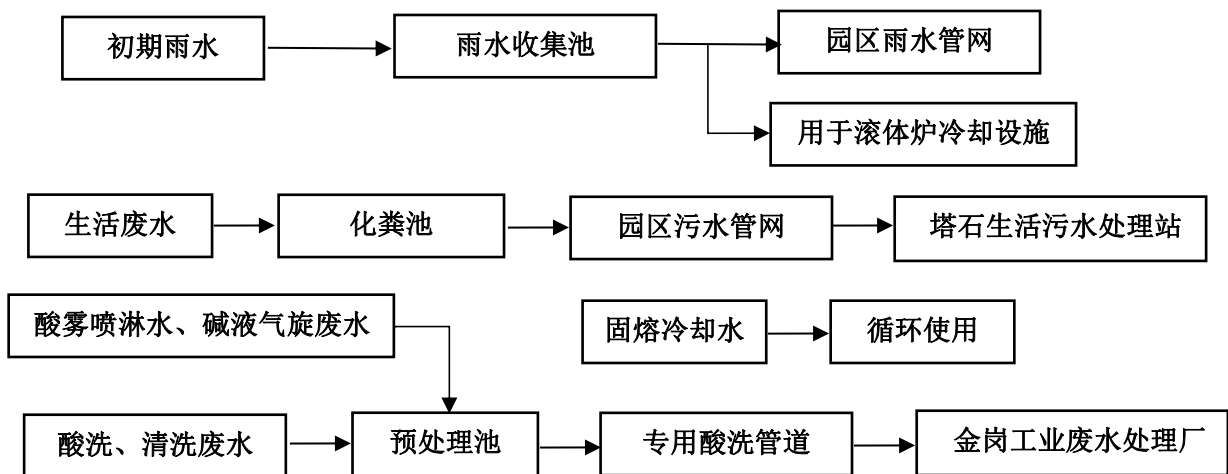 初期雨水
雨水收集池
园区雨水管网
用于滚体炉冷却设施
生活废水
化粪池
园区污水管网
塔石生活污水处理站
酸雾喷淋水、碱液气旋废水
固熔冷却水
循环使用
酸洗、清洗废水
预处理池
专用酸洗管道
金岗工业废水处理厂